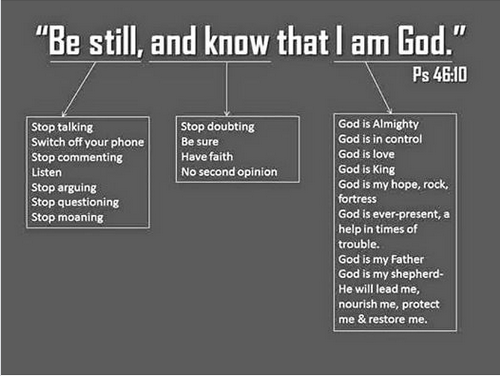 “Be still, and know that I am God.”
Ps 46:10
Stop talking
Switch off your phone
Stop commenting
Listen
Stop arguing
Stop questioning
Stop moaning
Stop doubting
Be sure
Have faith
No second opinion
God is Almighty
God is in control
God is love
God is King
God is my hope, rock,
fortress
God is ever-present, a
help in times of
trouble.
God is my Father
God is my shepherd-
He will lead me,
nourish me, protect
me & restore me.